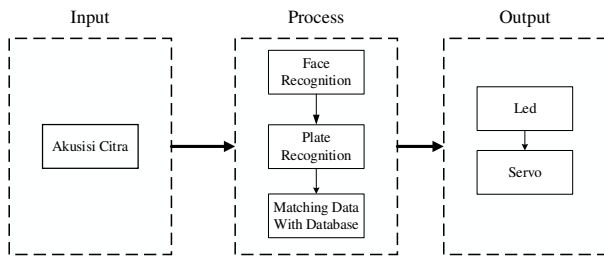 Input
Process
Output
Akusisi Citra
Face
Recognition
Plate
Recognition
Matching Data
With Database
Led
Servo